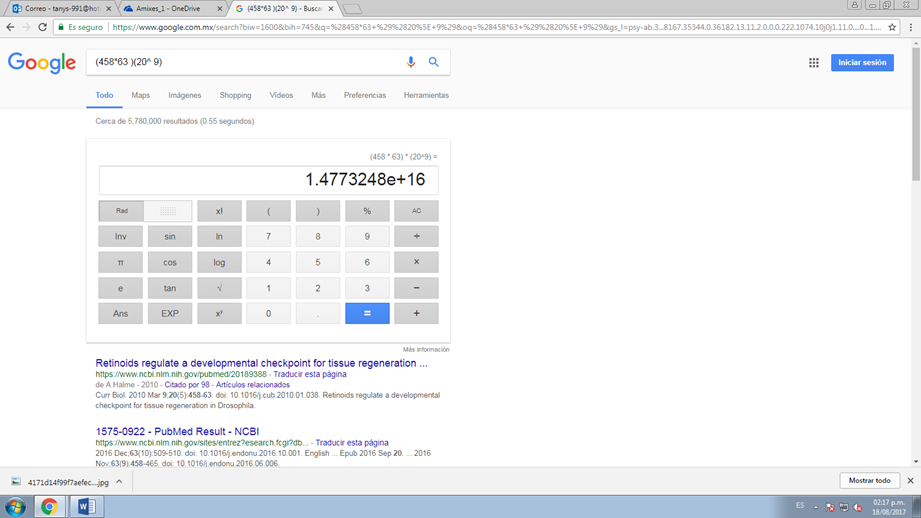 Correo - tanys-991@hot
Amixes_1 - OneDrive
(458*63 )(20^ 9) - Buscar
Es seguro
https://www.google.com.mx/search?biw=1600&bih=745&q=%28458*63+%29%28%2820%5E+9%29&oq=%28458*63+%29%28%2820%5E+9%29&gs_l=psy-ab.3..8167.35344.0.36182.13.11.2.0.0.0.222.1074.10j0j1.11.0....0...1....
Google
(458*63 )(20^ 9)
Iniciar sesión
Todo Maps Imágenes Shopping Vídeos Más Preferencias Herramientas
Cerca de 5,780,000 resultados (0.55 segundos)
(458 * 63) * (20^9) =
1.4773248e+16
Rad x! ( ) % AC
Inv sin ln 7 8 9 ÷
π cos log 4 5 6 ×
e tan √ 1 2 3 −
Ans EXP xʸ 0 . = +
Más información
Retinoids regulate a developmental checkpoint for tissue regeneration ...
https://www.ncbi.nlm.nih.gov/pubmed/20189388 - Traducir esta página
de A Halme - 2010 - Citado por 98 - Artículos relacionados
Curr Biol. 2010 Mar 9;20(5):458-63. doi: 10.1016/j.cub.2010.01.038. Retinoids regulate a developmental
checkpoint for tissue regeneration in Drosophila.
1575-0922 - PubMed Result - NCBI
https://www.ncbi.nlm.nih.gov/sites/entrez?esearch.fcgi?db... - Traducir esta página
2016 Dec;63(10):509-510. doi: 10.1016/j.endonu.2016.10.001. English ... Epub 2016 Sep 20. ... 2016
Nov;63(9):458-465. doi: 10.1016/j.endonu.2016.06.006.
4171d14f99f7aefec....jpg
Mostrar todo
ES
02:17 p.m.
18/08/2017